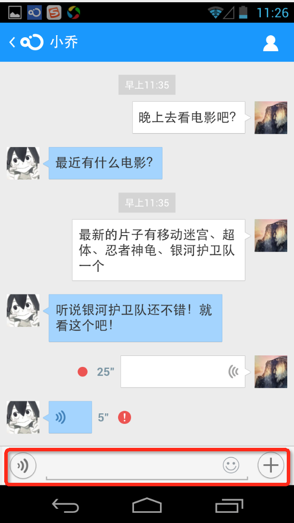 11:26
小乔
早上11:35
晚上去看电影吧?
最近有什么电影?
早上11:35
最新的片子有移动迷宫、超
体、忍者神龟、银河护卫队
一个
听说银河护卫队还不错！就
看这个吧！
25"
5"